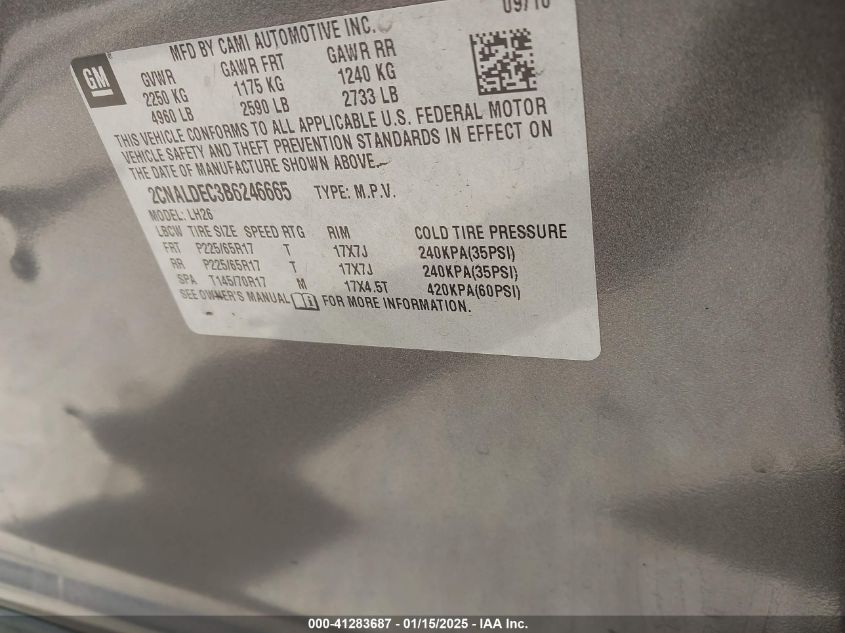 09/10
MFD BY CAMI AUTOMOTIVE INC.
GM
GVWR GAWR FRT GAWR RR
2250 KG 1175 KG 1240 KG
4960 LB 2590 LB 2733 LB
THIS VEHICLE CONFORMS TO ALL APPLICABLE U.S. FEDERAL MOTOR
VEHICLE SAFETY AND THEFT PREVENTION STANDARDS IN EFFECT ON
THE DATE OF MANUFACTURE SHOWN ABOVE.
2CNALDEC3B6246665 TYPE: M.P.V.
MODEL: LH26
LBCW TIRE SIZE SPEED RTG RIM COLD TIRE PRESSURE
FRT P225/65R17 T 17X7J 240KPA(35PSI)
RR P225/65R17 T 17X7J 240KPA(35PSI)
SPA T145/70R17 M 17X4.5T 420KPA(60PSI)
SEE OWNER'S MANUAL FOR MORE INFORMATION.
000-41283687 - 01/15/2025 - IAA Inc.